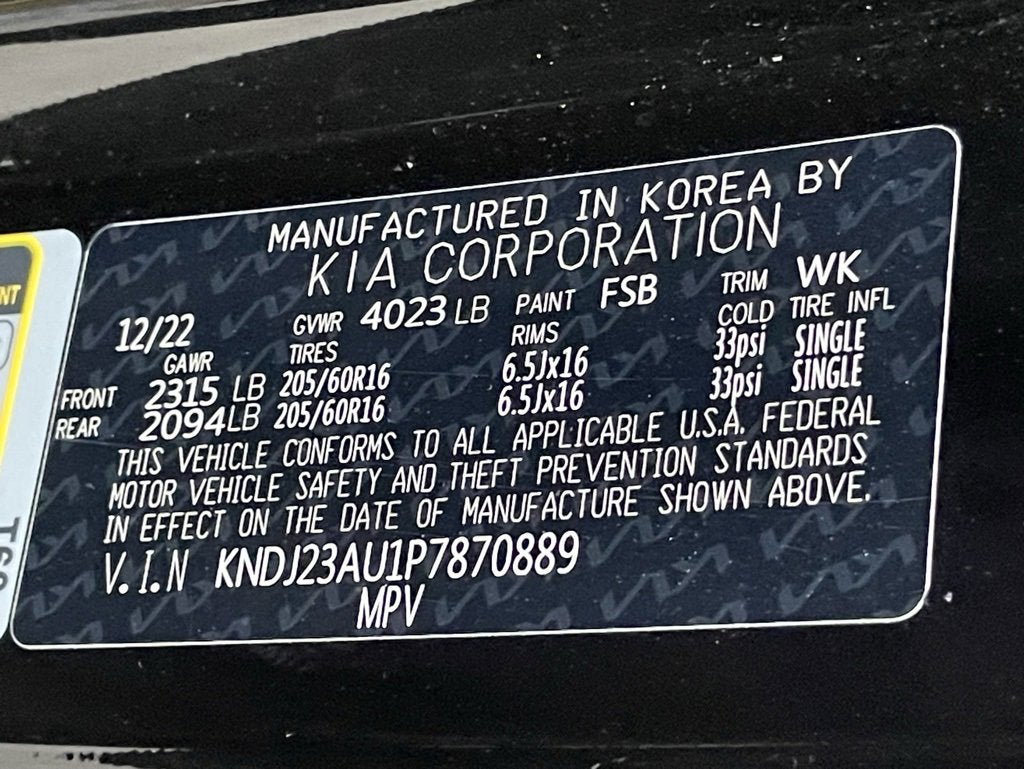 MANUFACTURED IN KOREA BY
KIA CORPORATION
12/22 GVWR 4023 LB PAINT FSB TRIM WK
GAWR TIRES RIMS COLD TIRE INFL
FRONT 2315 LB 205/60R16 6.5Jx16 33psi SINGLE
REAR 2094 LB 205/60R16 6.5Jx16 33psi SINGLE
THIS VEHICLE CONFORMS TO ALL APPLICABLE U.S.A. FEDERAL
MOTOR VEHICLE SAFETY AND THEFT PREVENTION STANDARDS
IN EFFECT ON THE DATE OF MANUFACTURE SHOWN ABOVE.
V.I.N KNDJ23AU1P7870889
MPV